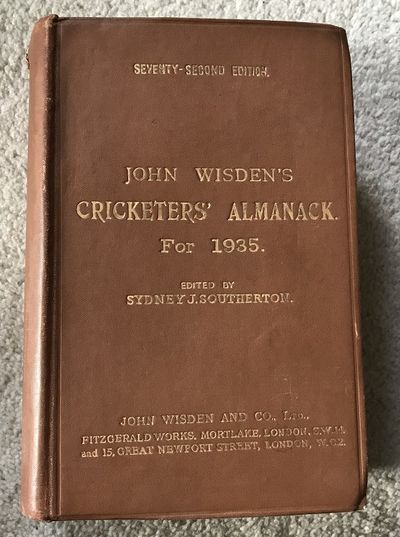 SEVENTY-SECOND EDITION.
JOHN WISDEN'S
CRICKETERS' ALMANACK.
For 1935.
EDITED BY
SYDNEY J. SOUTHERTON.
JOHN WISDEN AND CO., LTD.,
FITZGERALD WORKS, MORTLAKE, LONDON, S.W.14.
and 15, GREAT NEWPORT STREET, LONDON, W.C.2.